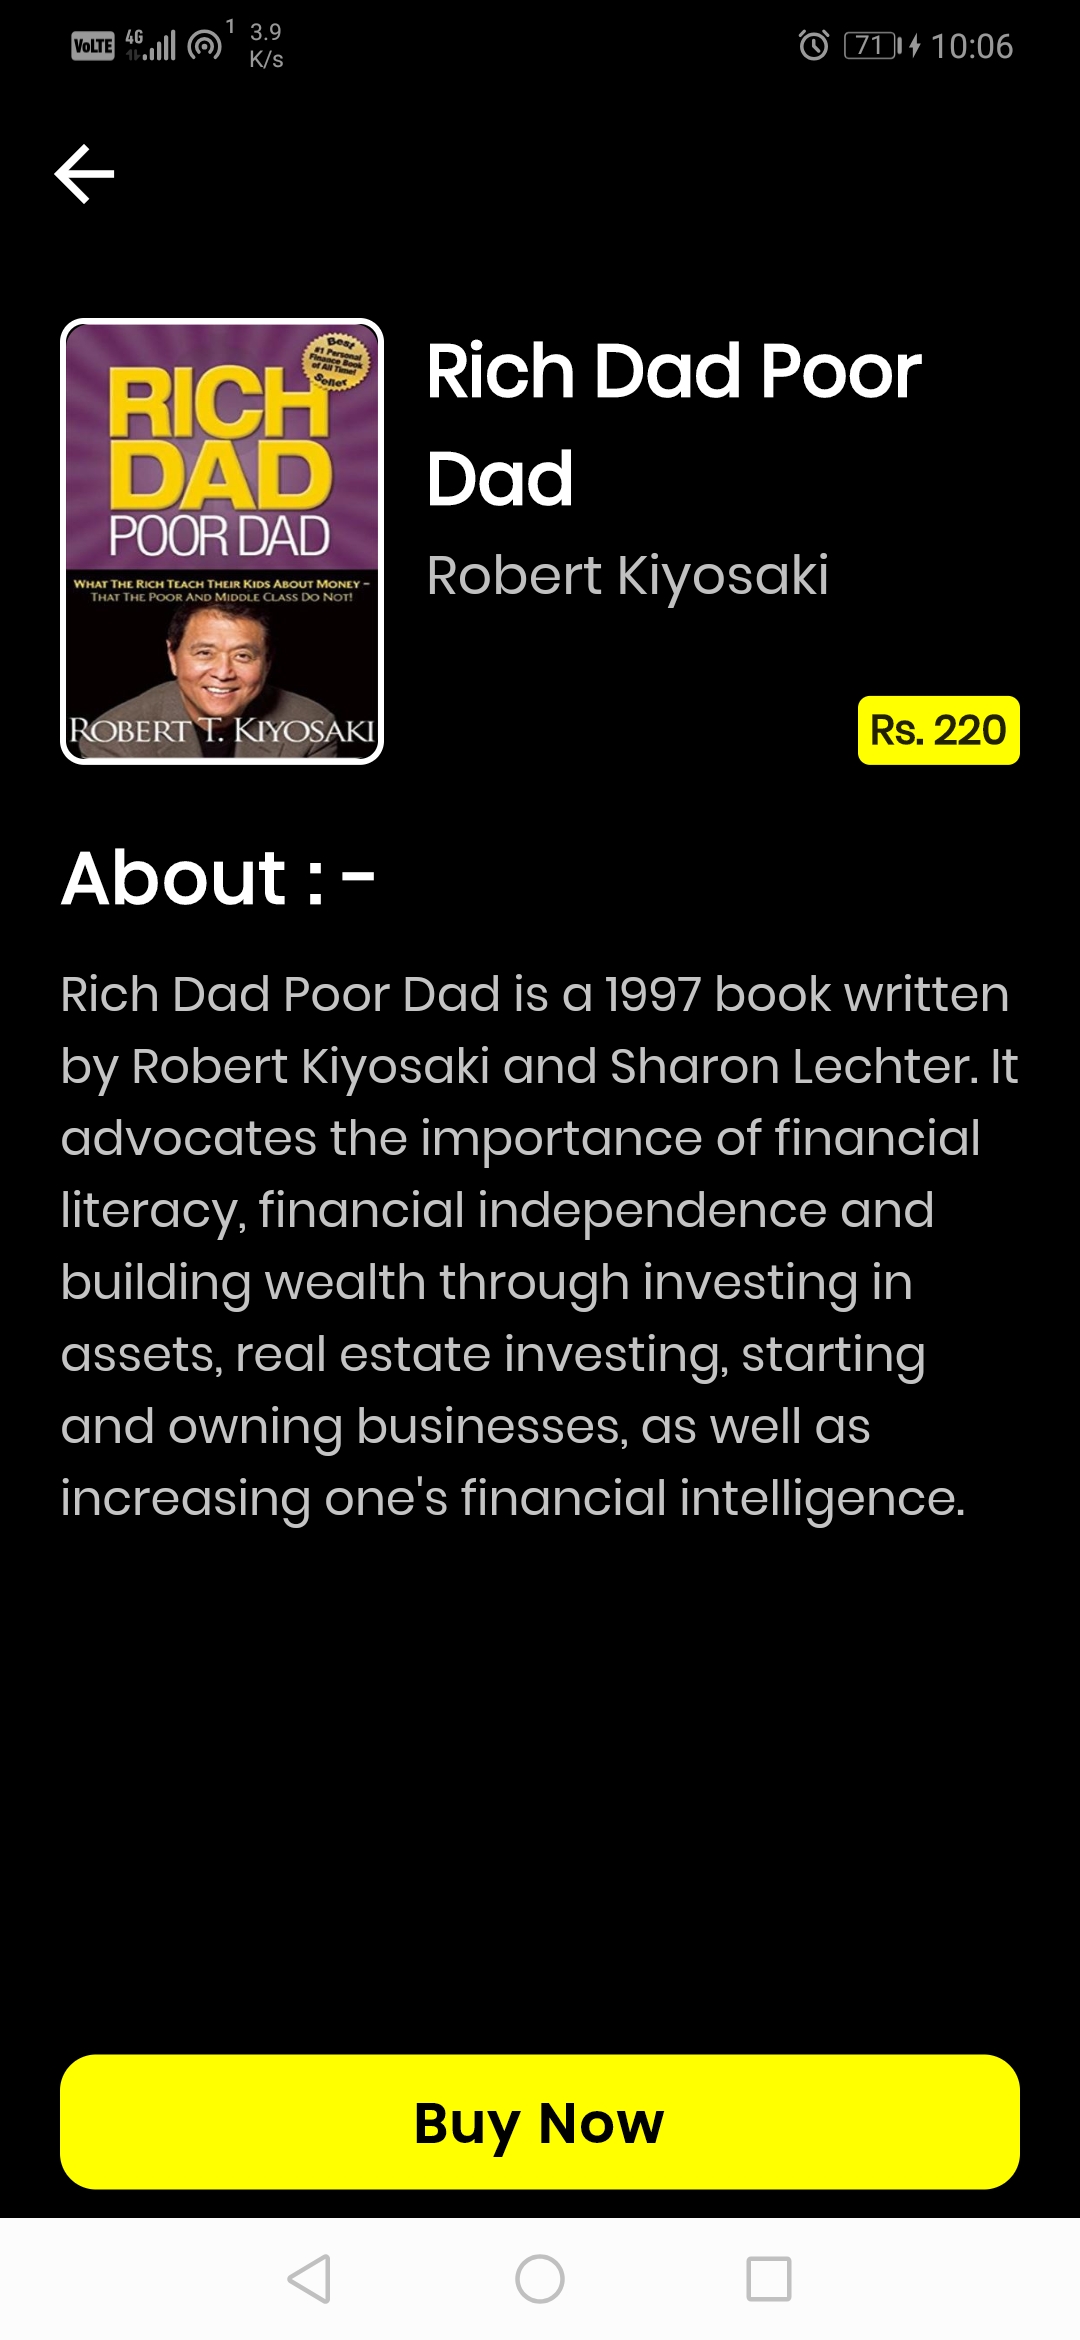 VoLTE 4G 1 3.9 K/s 71 10:06
Best
#1 Personal
Finance Book
of All Time!
Seller
RICH
DAD
POOR DAD
WHAT THE RICH TEACH THEIR KIDS ABOUT MONEY –
THAT THE POOR AND MIDDLE CLASS DO NOT!
ROBERT T. KIYOSAKI
Rich Dad Poor
Dad
Robert Kiyosaki
Rs. 220
About : -
Rich Dad Poor Dad is a 1997 book written
by Robert Kiyosaki and Sharon Lechter. It
advocates the importance of financial
literacy, financial independence and
building wealth through investing in
assets, real estate investing, starting
and owning businesses, as well as
increasing one's financial intelligence.
Buy Now